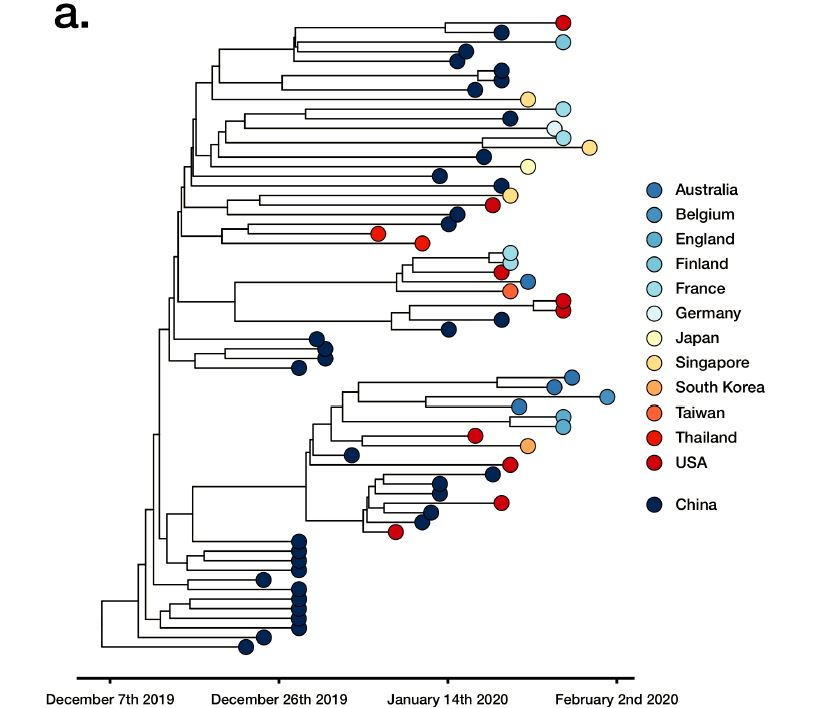 a.
Australia
Belgium
England
Finland
France
Germany
Japan
Singapore
South Korea
Taiwan
Thailand
USA
China
December 7th 2019 December 26th 2019 January 14th 2020 February 2nd 2020